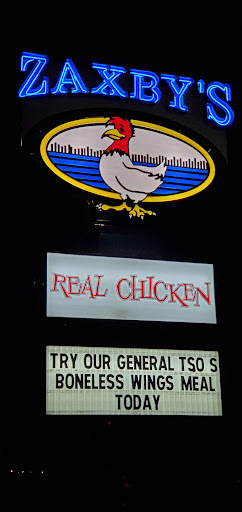 ZAXBY'S
REAL CHICKEN
TRY OUR GENERAL TSO S
BONELESS WINGS MEAL
TODAY